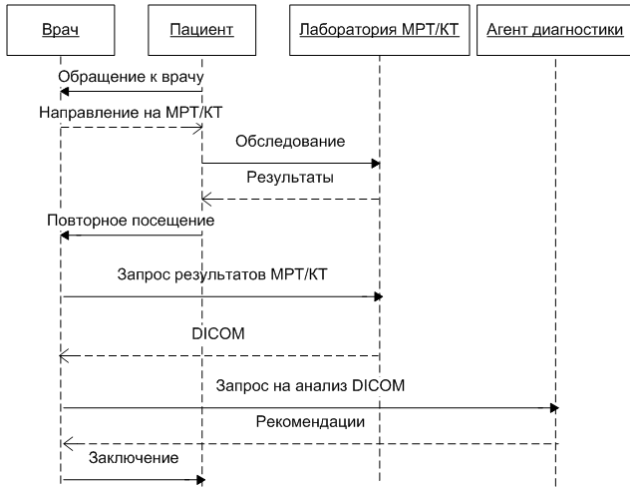 Врач
Пациент
Лаборатория МРТ/КТ
Агент диагностики
Обращение к врачу
Направление на МРТ/КТ
Обследование
Результаты
Повторное посещение
Запрос результатов МРТ/КТ
DICOM
Запрос на анализ DICOM
Рекомендации
Заключение